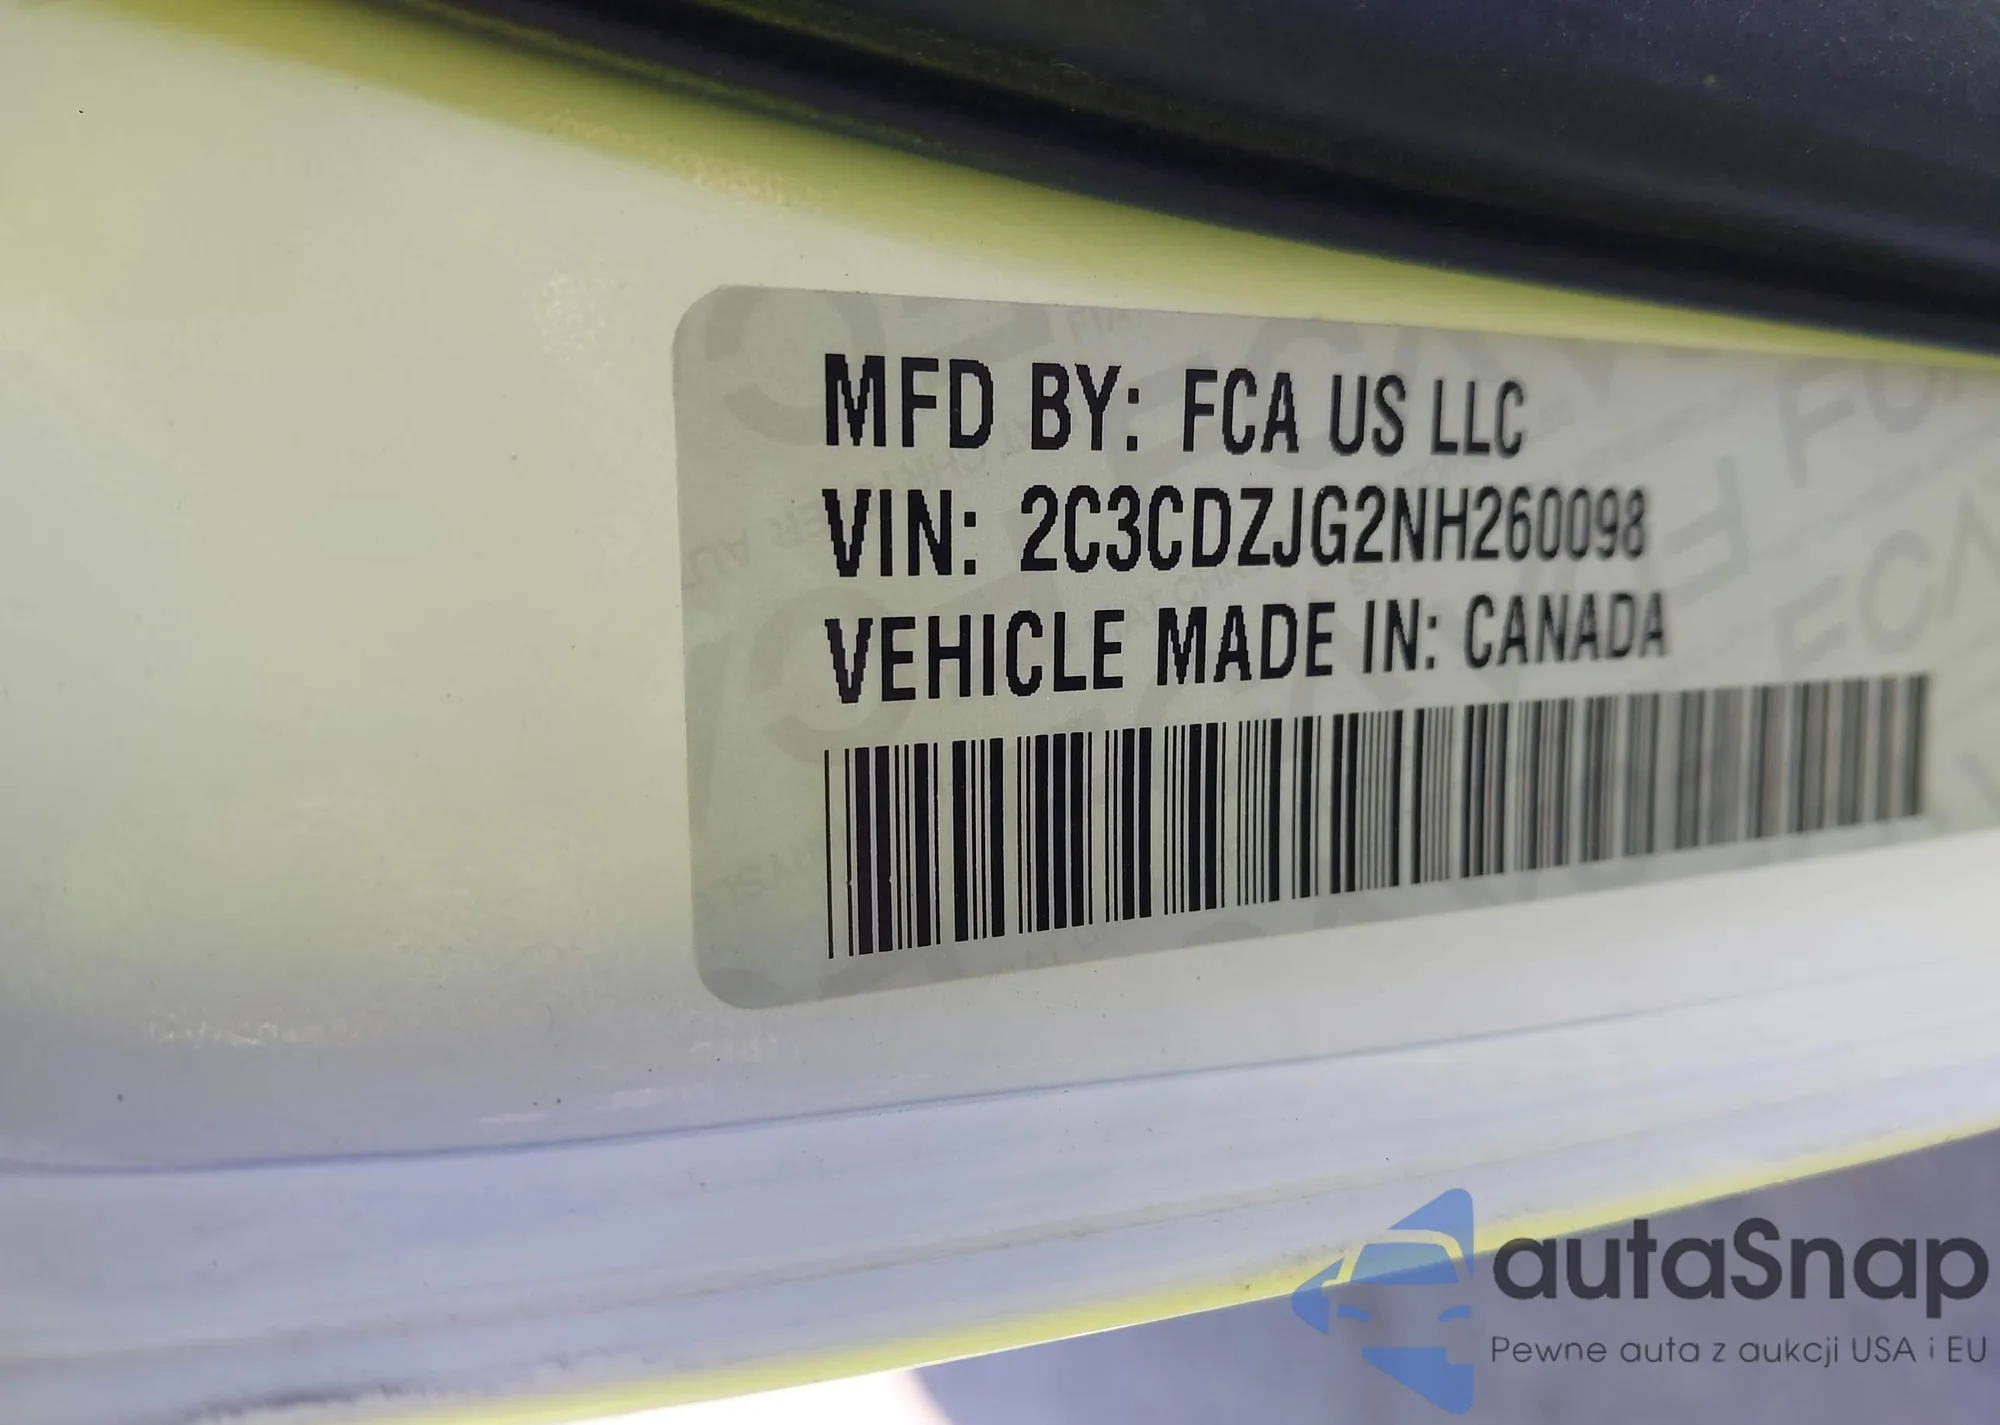 MFD BY: FCA US LLC
VIN: 2C3CDZJG2NH260098
VEHICLE MADE IN: CANADA
autaSnap
Pewne auta z aukcji USA i EU